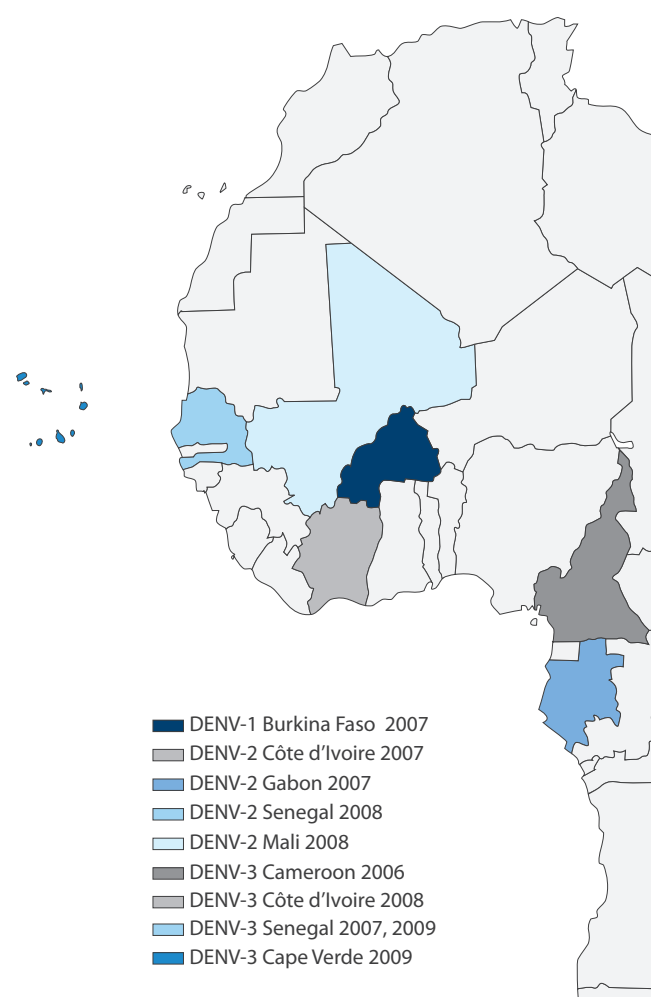 DENV-1 Burkina Faso 2007
DENV-2 Côte d’Ivoire 2007
DENV-2 Gabon 2007
DENV-2 Senegal 2008
DENV-2 Mali 2008
DENV-3 Cameroon 2006
DENV-3 Côte d’Ivoire 2008
DENV-3 Senegal 2007, 2009
DENV-3 Cape Verde 2009